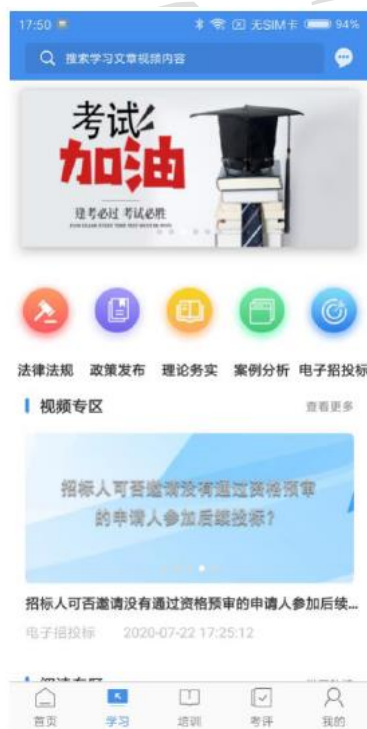 17:50 无SIM卡 94%
搜索学习文章视频内容
考试
加油
逢考必过 考试必胜
法律法规 政策发布 理论务实 案例分析 电子招投标
视频专区 查看更多
招标人可否邀请没有通过资格预审
的申请人参加后续投标？
招标人可否邀请没有通过资格预审的申请人参加后续...
电子招投标 2020-07-22 17:25:12
首页 学习 培训 考评 我的